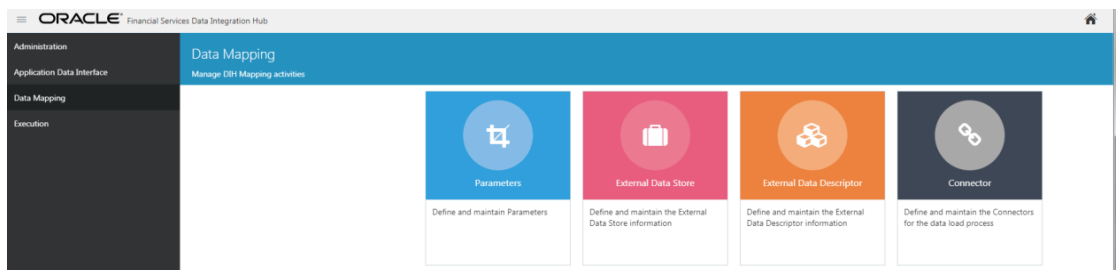 ORACLE® Financial Services Data Integration Hub
Administration
Application Data Interface
Data Mapping
Execution
Data Mapping
Manage DIH Mapping activities
Parameters
Define and maintain Parameters
External Data Store
Define and maintain the External
Data Store information
External Data Descriptor
Define and maintain the External
Data Descriptor information
Connector
Define and maintain the Connectors
for the data load process